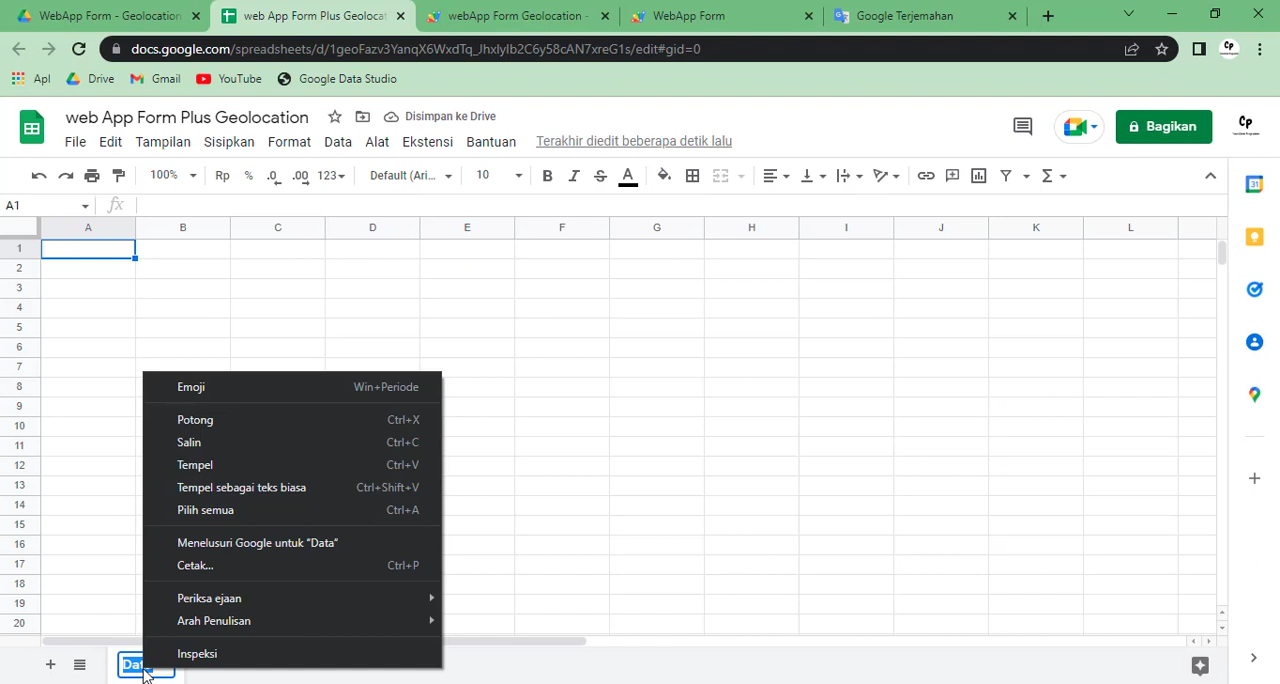 WebApp Form - Geolocation
web App Form Plus Geolocat
webApp Form Geolocation -
WebApp Form
Google Terjemahan
docs.google.com/spreadsheets/d/1geoFazv3YanqX6WxdTq_JhxlyIb2C6y58cAN7xreG1s/edit#gid=0
Apl
Drive
Gmail
YouTube
Google Data Studio
web App Form Plus Geolocation
Disimpan ke Drive
File Edit Tampilan Sisipkan Format Data Alat Ekstensi Bantuan Terakhir diedit beberapa detik lalu
Bagikan
Cp
100% Rp % .0 .00 123 Default (Ari... 10 B I S A
A1 fx
A B C D E F G H I J K L
1
2
3
4
5
6
7
8
9
10
11
12
13
14
15
16
17
18
19
20
Emoji Win+Periode
Potong Ctrl+X
Salin Ctrl+C
Tempel Ctrl+V
Tempel sebagai teks biasa Ctrl+Shift+V
Pilih semua Ctrl+A
Menelusuri Google untuk "Data"
Cetak... Ctrl+P
Periksa ejaan
Arah Penulisan
Inspeksi